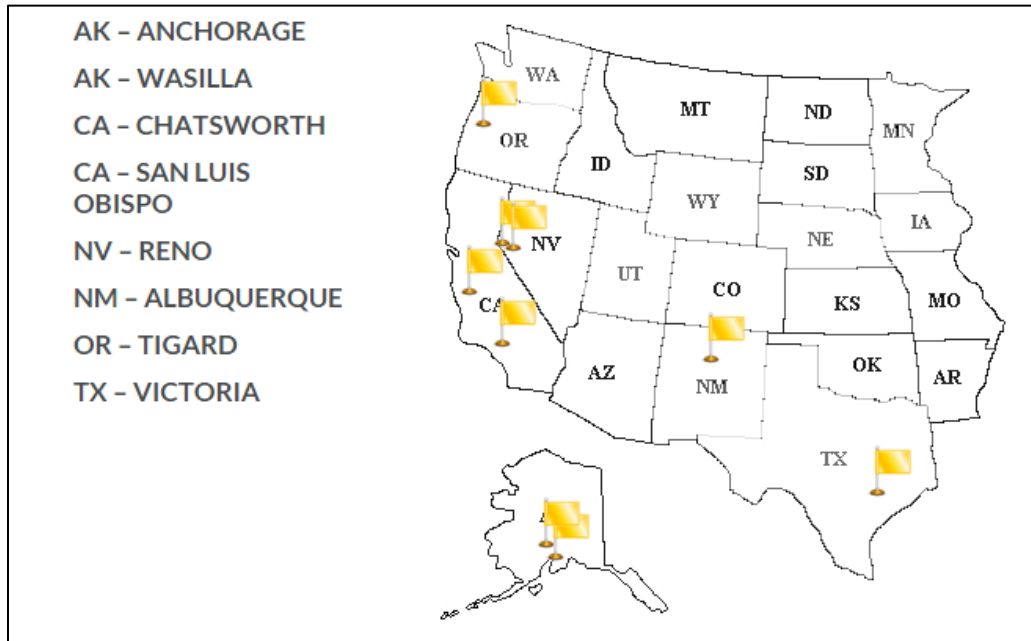 AK – ANCHORAGE
AK – WASILLA
CA – CHATSWORTH
CA – SAN LUIS
OBISPO
NV – RENO
NM – ALBUQUERQUE
OR – TIGARD
TX – VICTORIA
WA
MT
ND
MN
OR
ID
SD
WY
IA
NE
NV
UT
CO
CA
KS
MO
AZ
NM
OK
AR
TX